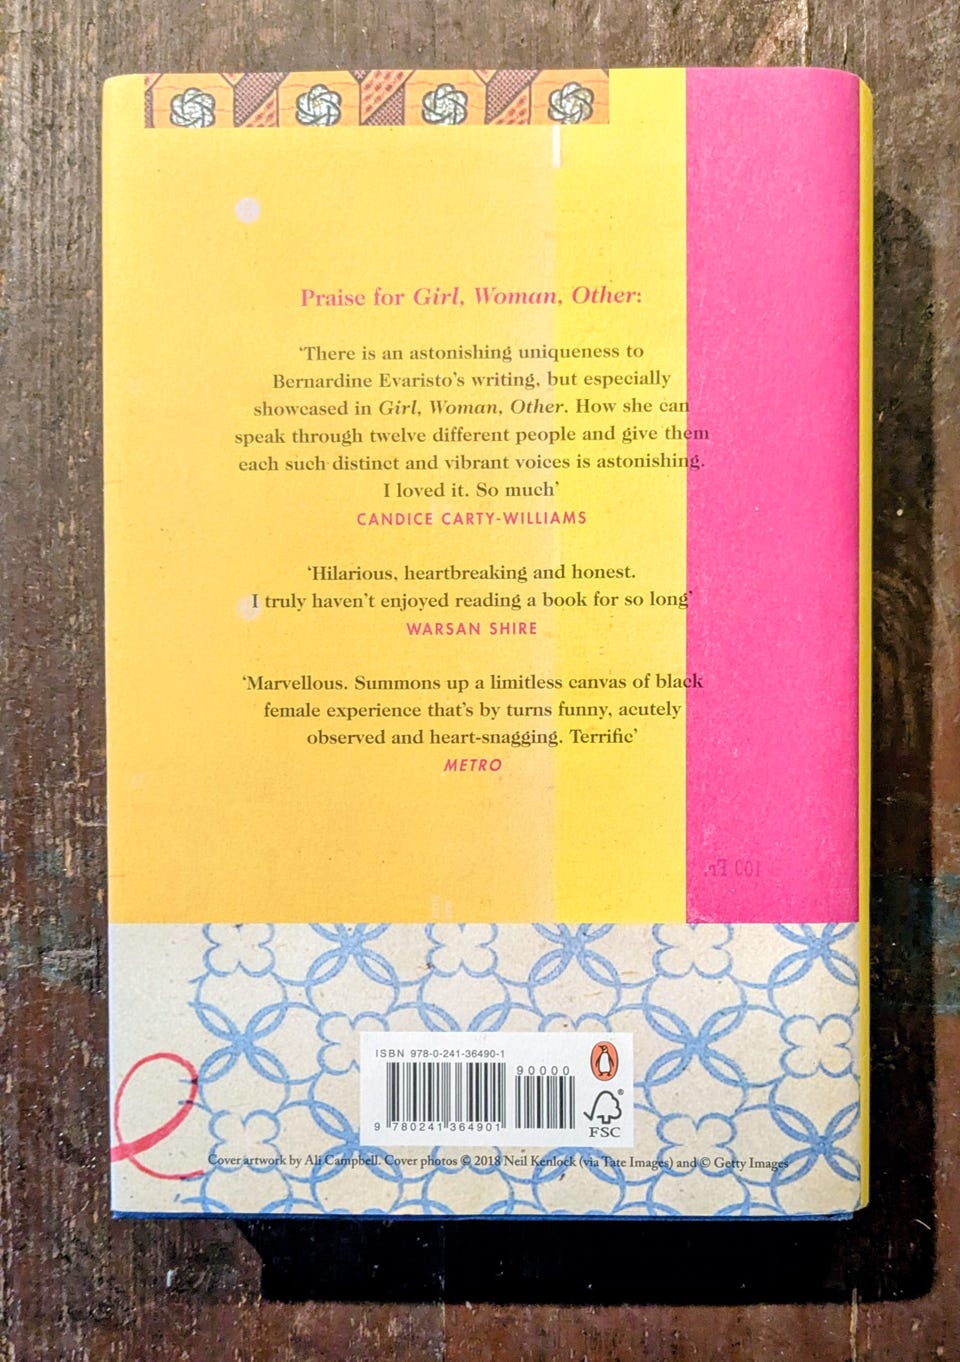 Praise for Girl, Woman, Other:
‘There is an astonishing uniqueness to
Bernardine Evaristo’s writing, but especially
showcased in Girl, Woman, Other. How she can
speak through twelve different people and give them
each such distinct and vibrant voices is astonishing.
I loved it. So much’
CANDICE CARTY-WILLIAMS
‘Hilarious, heartbreaking and honest.
I truly haven’t enjoyed reading a book for so long’
WARSAN SHIRE
‘Marvellous. Summons up a limitless canvas of black
female experience that’s by turns funny, acutely
observed and heart-snagging. Terrific’
METRO
100 Fr.
ISBN 978-0-241-36490-1
90000
9 780241 364901
FSC
®
Cover artwork by Ali Campbell. Cover photos © 2018 Neil Kenlock (via Tate Images) and © Getty Images